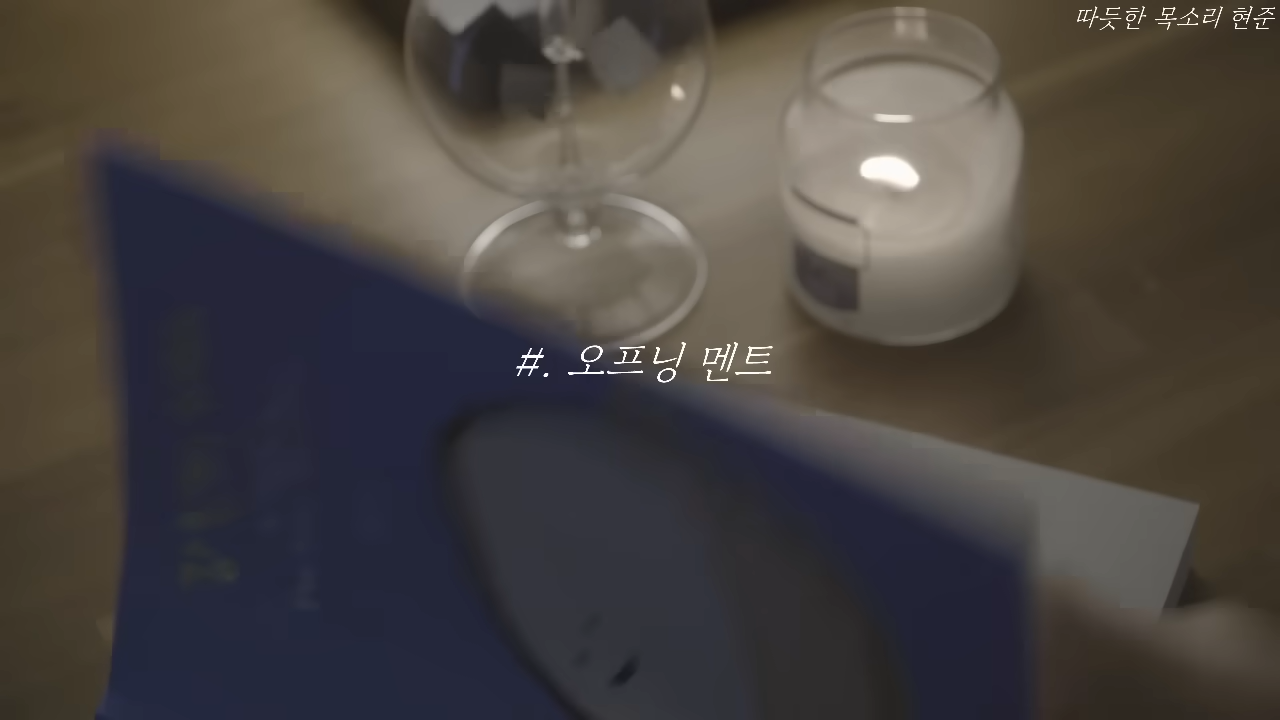 따듯한 목소리 현준
#. 오프닝 멘트